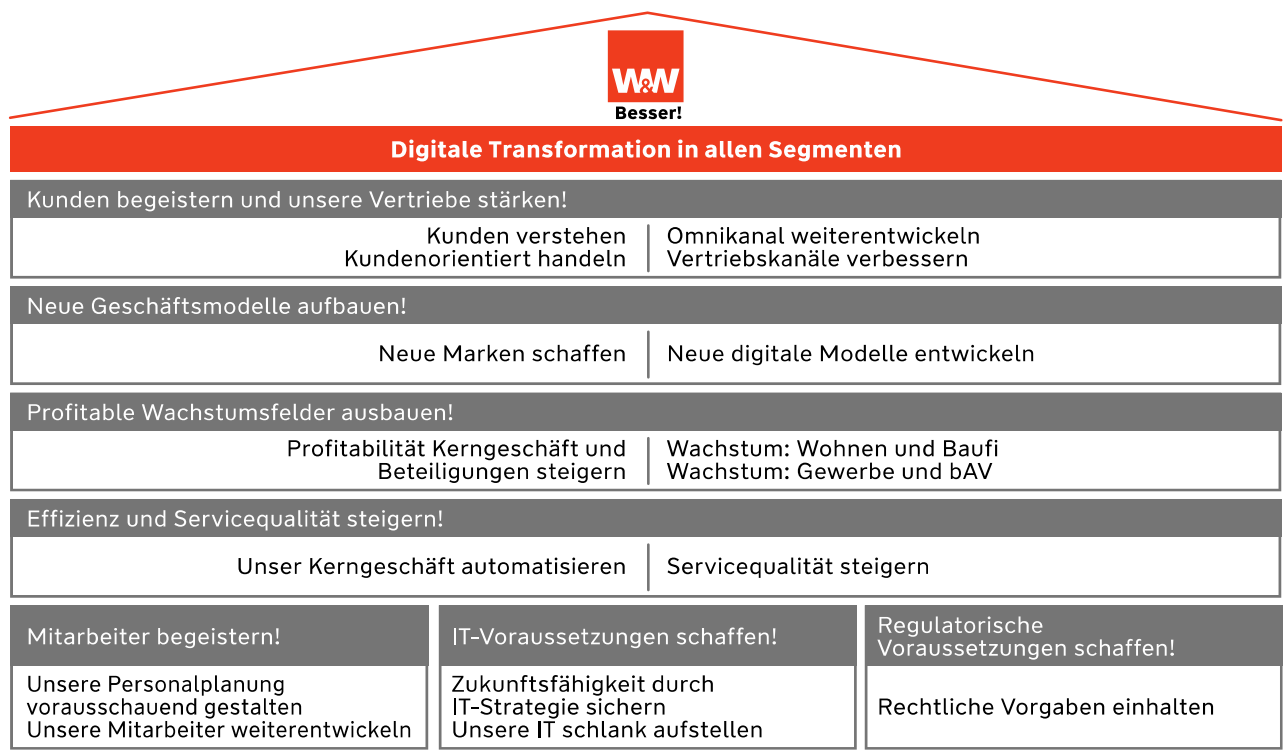 W&W
Besser!
Digitale Transformation in allen Segmenten
Kunden begeistern und unsere Vertriebe stärken!
Kunden verstehen
Kundenorientiert handeln
Omnikanal weiterentwickeln
Vertriebskanäle verbessern
Neue Geschäftsmodelle aufbauen!
Neue Marken schaffen
Neue digitale Modelle entwickeln
Profitable Wachstumsfelder ausbauen!
Profitabilität Kerngeschäft und
Beteiligungen steigern
Wachstum: Wohnen und Baufi
Wachstum: Gewerbe und bAV
Effizienz und Servicequalität steigern!
Unser Kerngeschäft automatisieren
Servicequalität steigern
Mitarbeiter begeistern!
Unsere Personalplanung
vorausschauend gestalten
Unsere Mitarbeiter weiterentwickeln
IT-Voraussetzungen schaffen!
Zukunftsfähigkeit durch
IT-Strategie sichern
Unsere IT schlank aufstellen
Regulatorische
Voraussetzungen schaffen!
Rechtliche Vorgaben einhalten